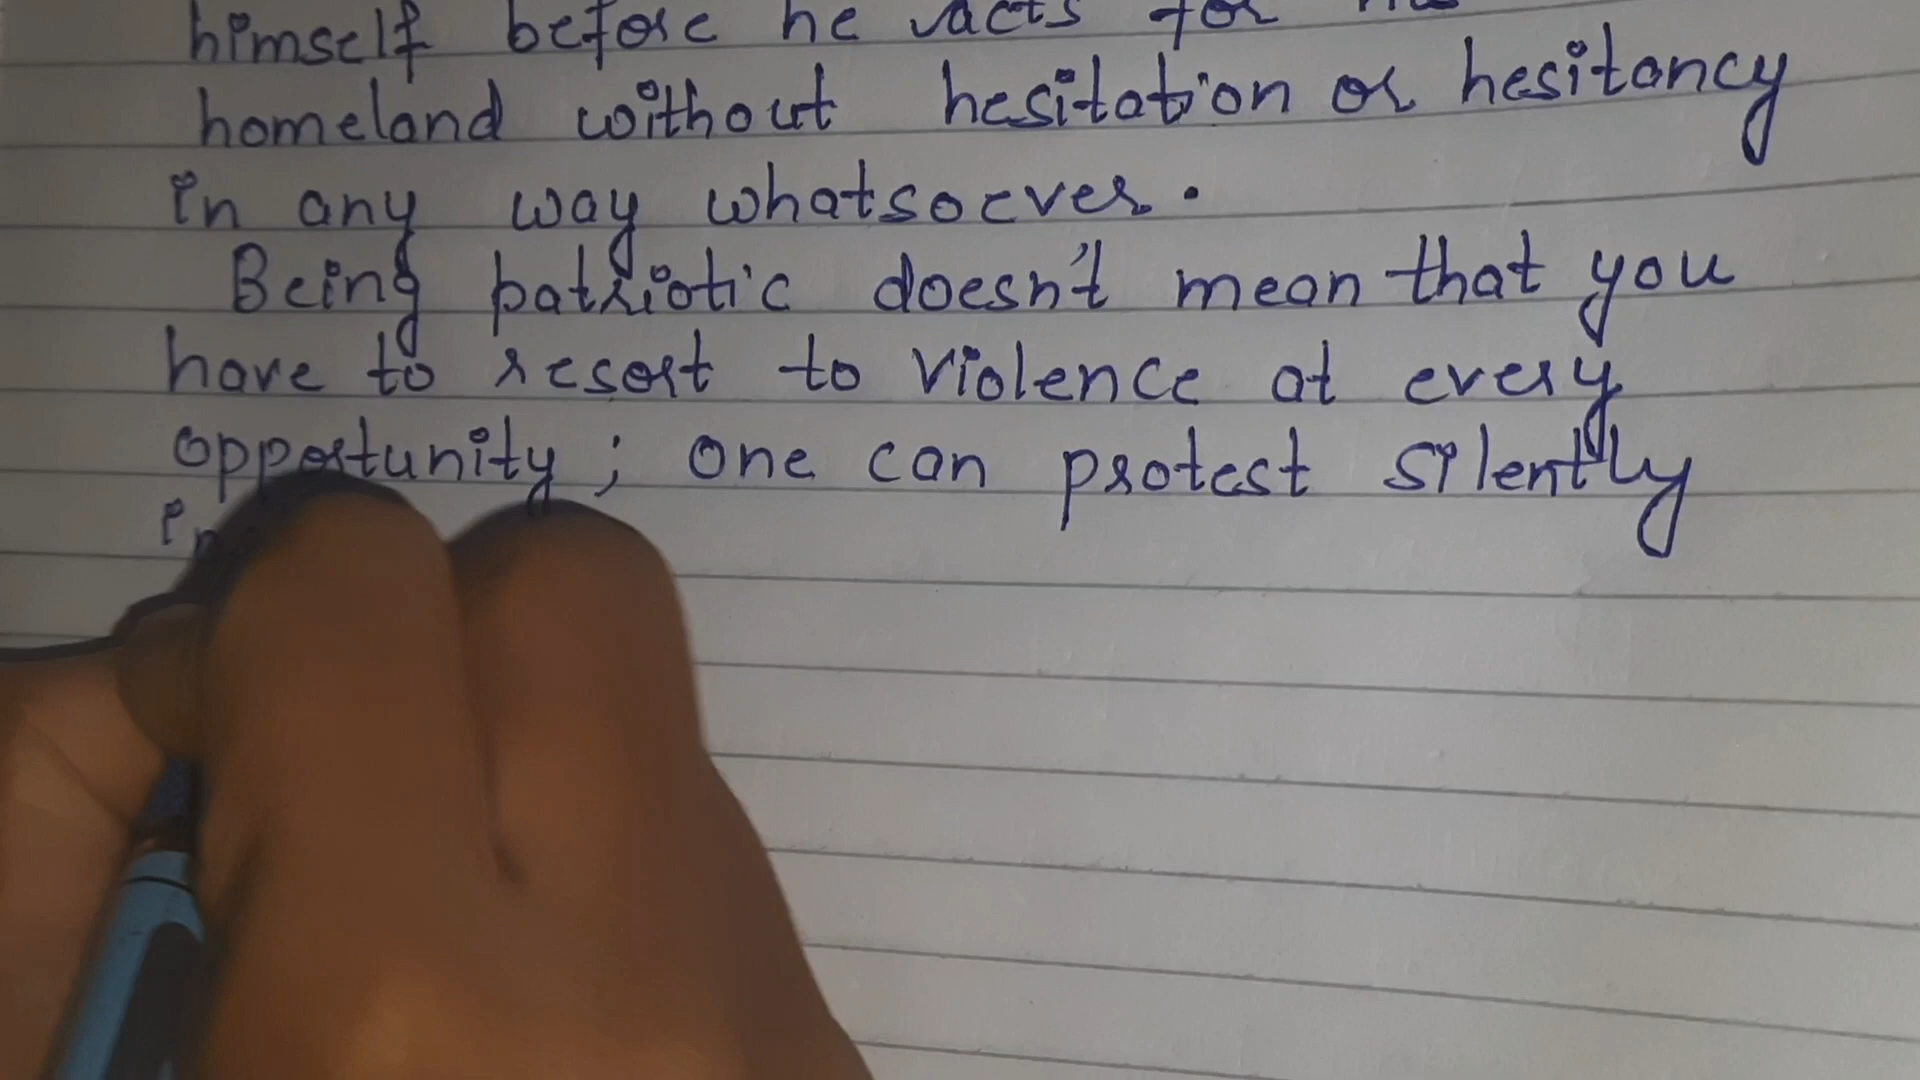 himself before he acts for
homeland without hesitation or hesitancy
in any way whatsoever.
Being patriotic doesn't mean that you
have to resort to violence at every
opportunity; one can protest silently
in